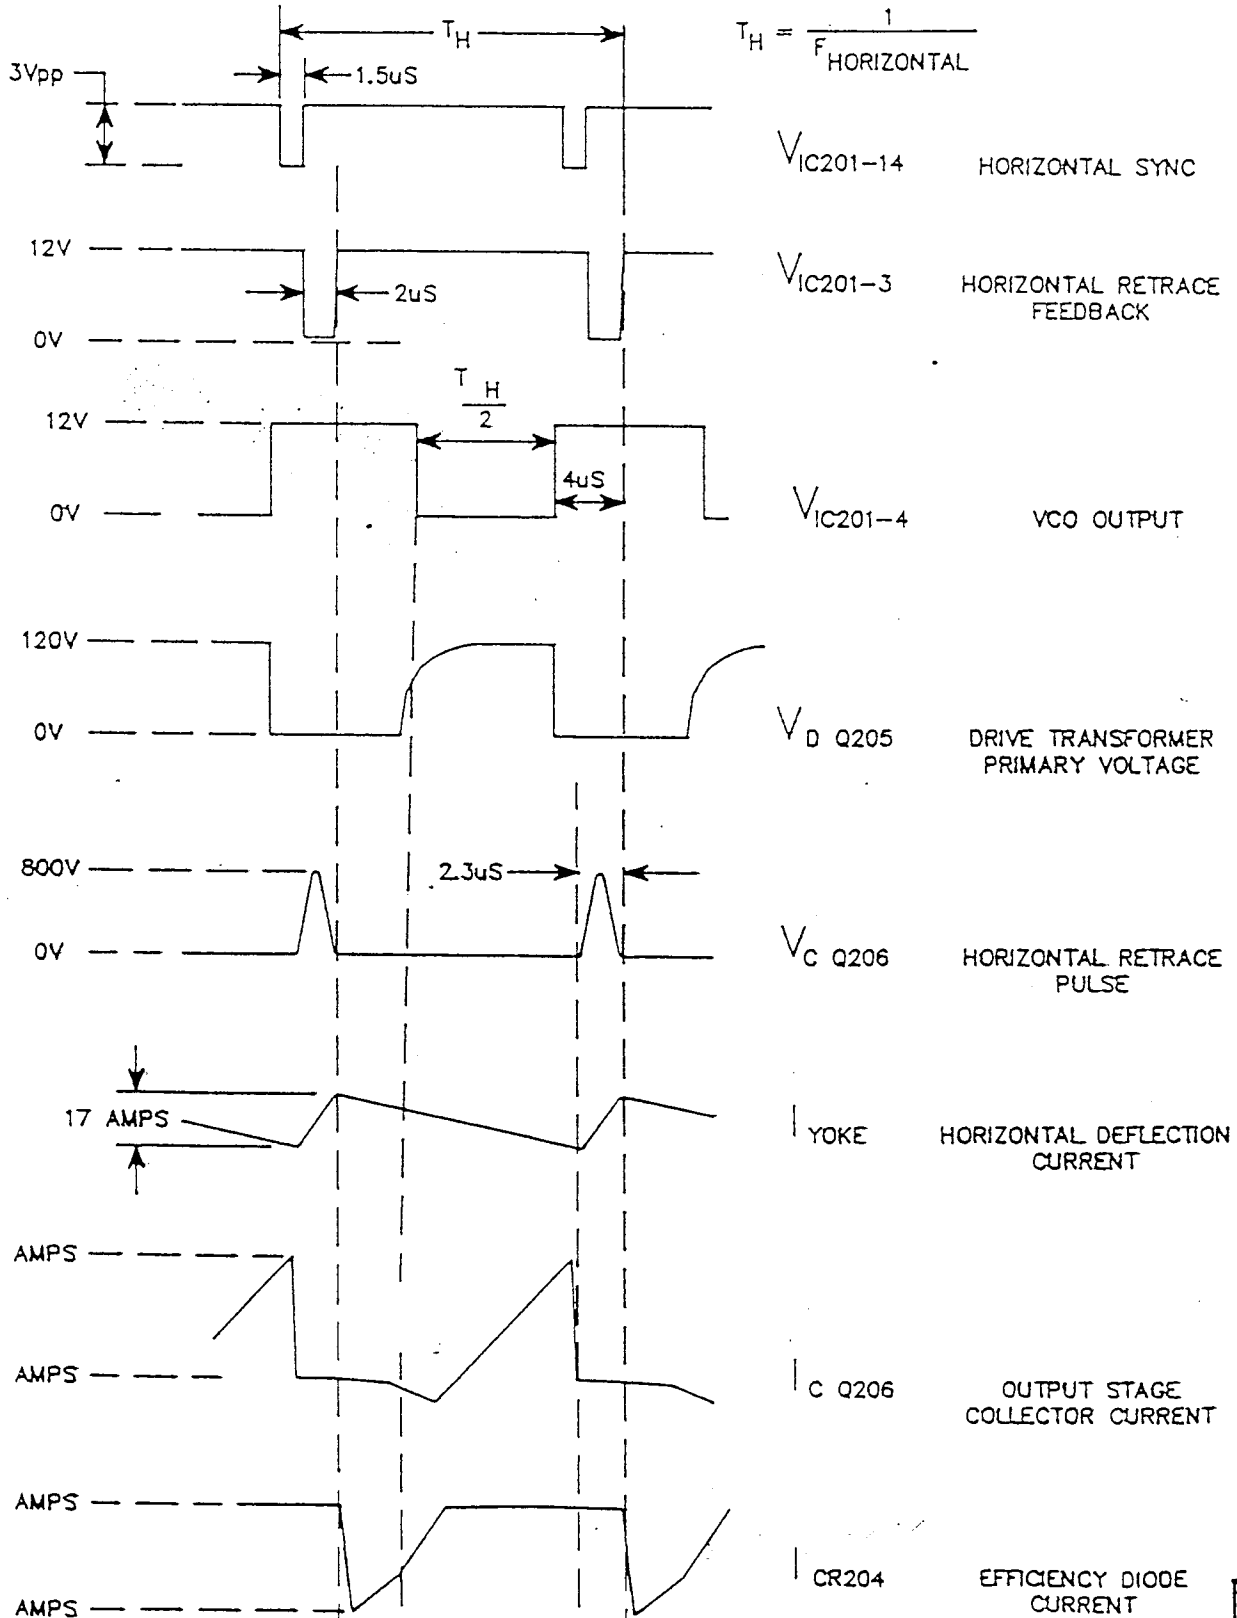 T_H
T_H = 1 / F_HORIZONTAL
3Vpp
1.5uS
V_IC201-14 HORIZONTAL SYNC
12V
2uS
0V
V_IC201-3 HORIZONTAL RETRACE
FEEDBACK
T_H / 2
12V
4uS
0V
V_IC201-4 VCO OUTPUT
120V
0V
V_D Q205 DRIVE TRANSFORMER
PRIMARY VOLTAGE
800V
2.3uS
0V
V_C Q206 HORIZONTAL RETRACE
PULSE
17 AMPS
I_YOKE HORIZONTAL DEFLECTION
CURRENT
AMPS
AMPS
I_C Q206 OUTPUT STAGE
COLLECTOR CURRENT
AMPS
AMPS
I_CR204 EFFICIENCY DIODE
CURRENT